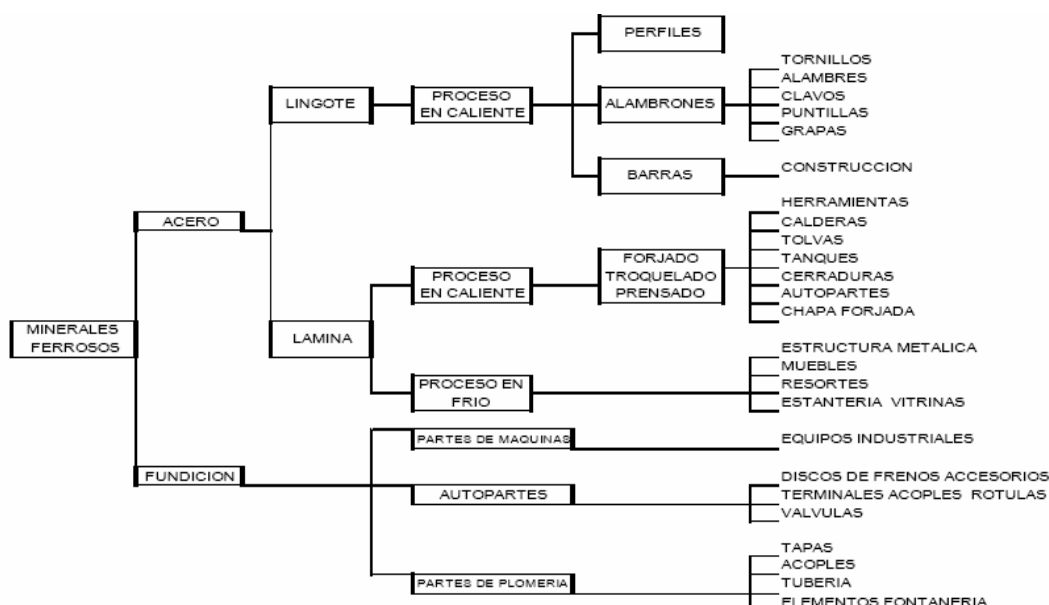 PERFILES
TORNILLOS
ALAMBRES
CLAVOS
PUNTILLAS
GRAPAS
LINGOTE
PROCESO
EN CALIENTE
ALAMBRONES
BARRAS
CONSTRUCCION
ACERO
HERRAMIENTAS
CALDERAS
TOLVAS
TANQUES
CERRADURAS
AUTOPARTES
CHAPA FORJADA
PROCESO
EN CALIENTE
FORJADO
TROQUELADO
PRENSADO
MINERALES
FERROSOS
LAMINA
ESTRUCTURA METALICA
MUEBLES
RESORTES
ESTANTERIA VITRINAS
PROCESO EN
FRIO
PARTES DE MAQUINAS
EQUIPOS INDUSTRIALES
FUNDICION
AUTOPARTES
DISCOS DE FRENOS ACCESORIOS
TERMINALES ACOPLES ROTULAS
VALVULAS
PARTES DE PLOMERIA
TAPAS
ACOPLES
TUBERIA
ELEMENTOS FONTANERIA